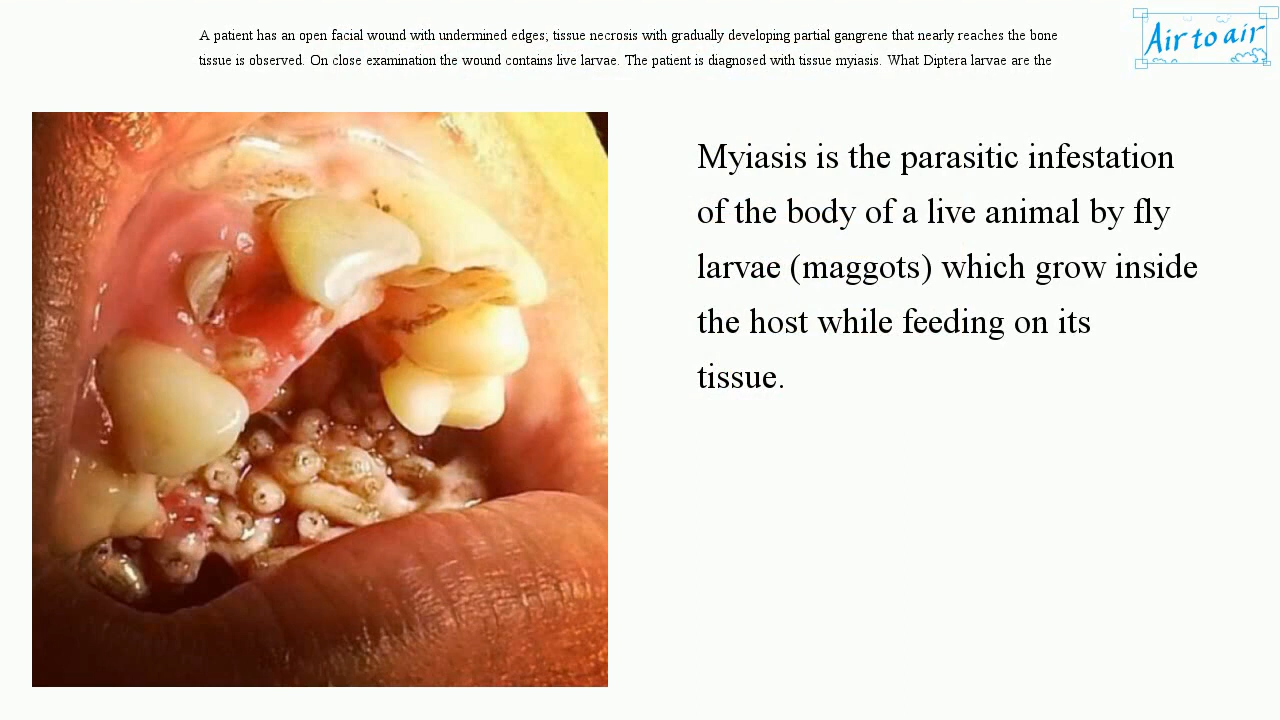 A patient has an open facial wound with undermined edges; tissue necrosis with gradually developing partial gangrene that nearly reaches the bone
tissue is observed. On close examination the wound contains live larvae. The patient is diagnosed with tissue myiasis. What Diptera larvae are the
Air to air
Myiasis is the parasitic infestation
of the body of a live animal by fly
larvae (maggots) which grow inside
the host while feeding on its
tissue.